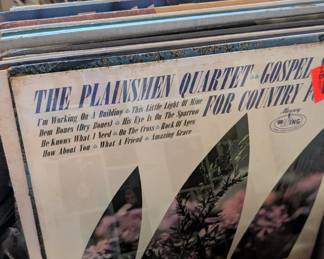 THE PLAINSMEN QUARTET GOSPEL
FOR COUNTRY
I'm Working On A Building This Little Light Of Mine
Dem Bones (Dry Bones) His Eye Is On The Sparrow
He Knows What I Need On The Cross Rock Of Ages
How About You What A Friend Amazing Grace
Mercury
WING